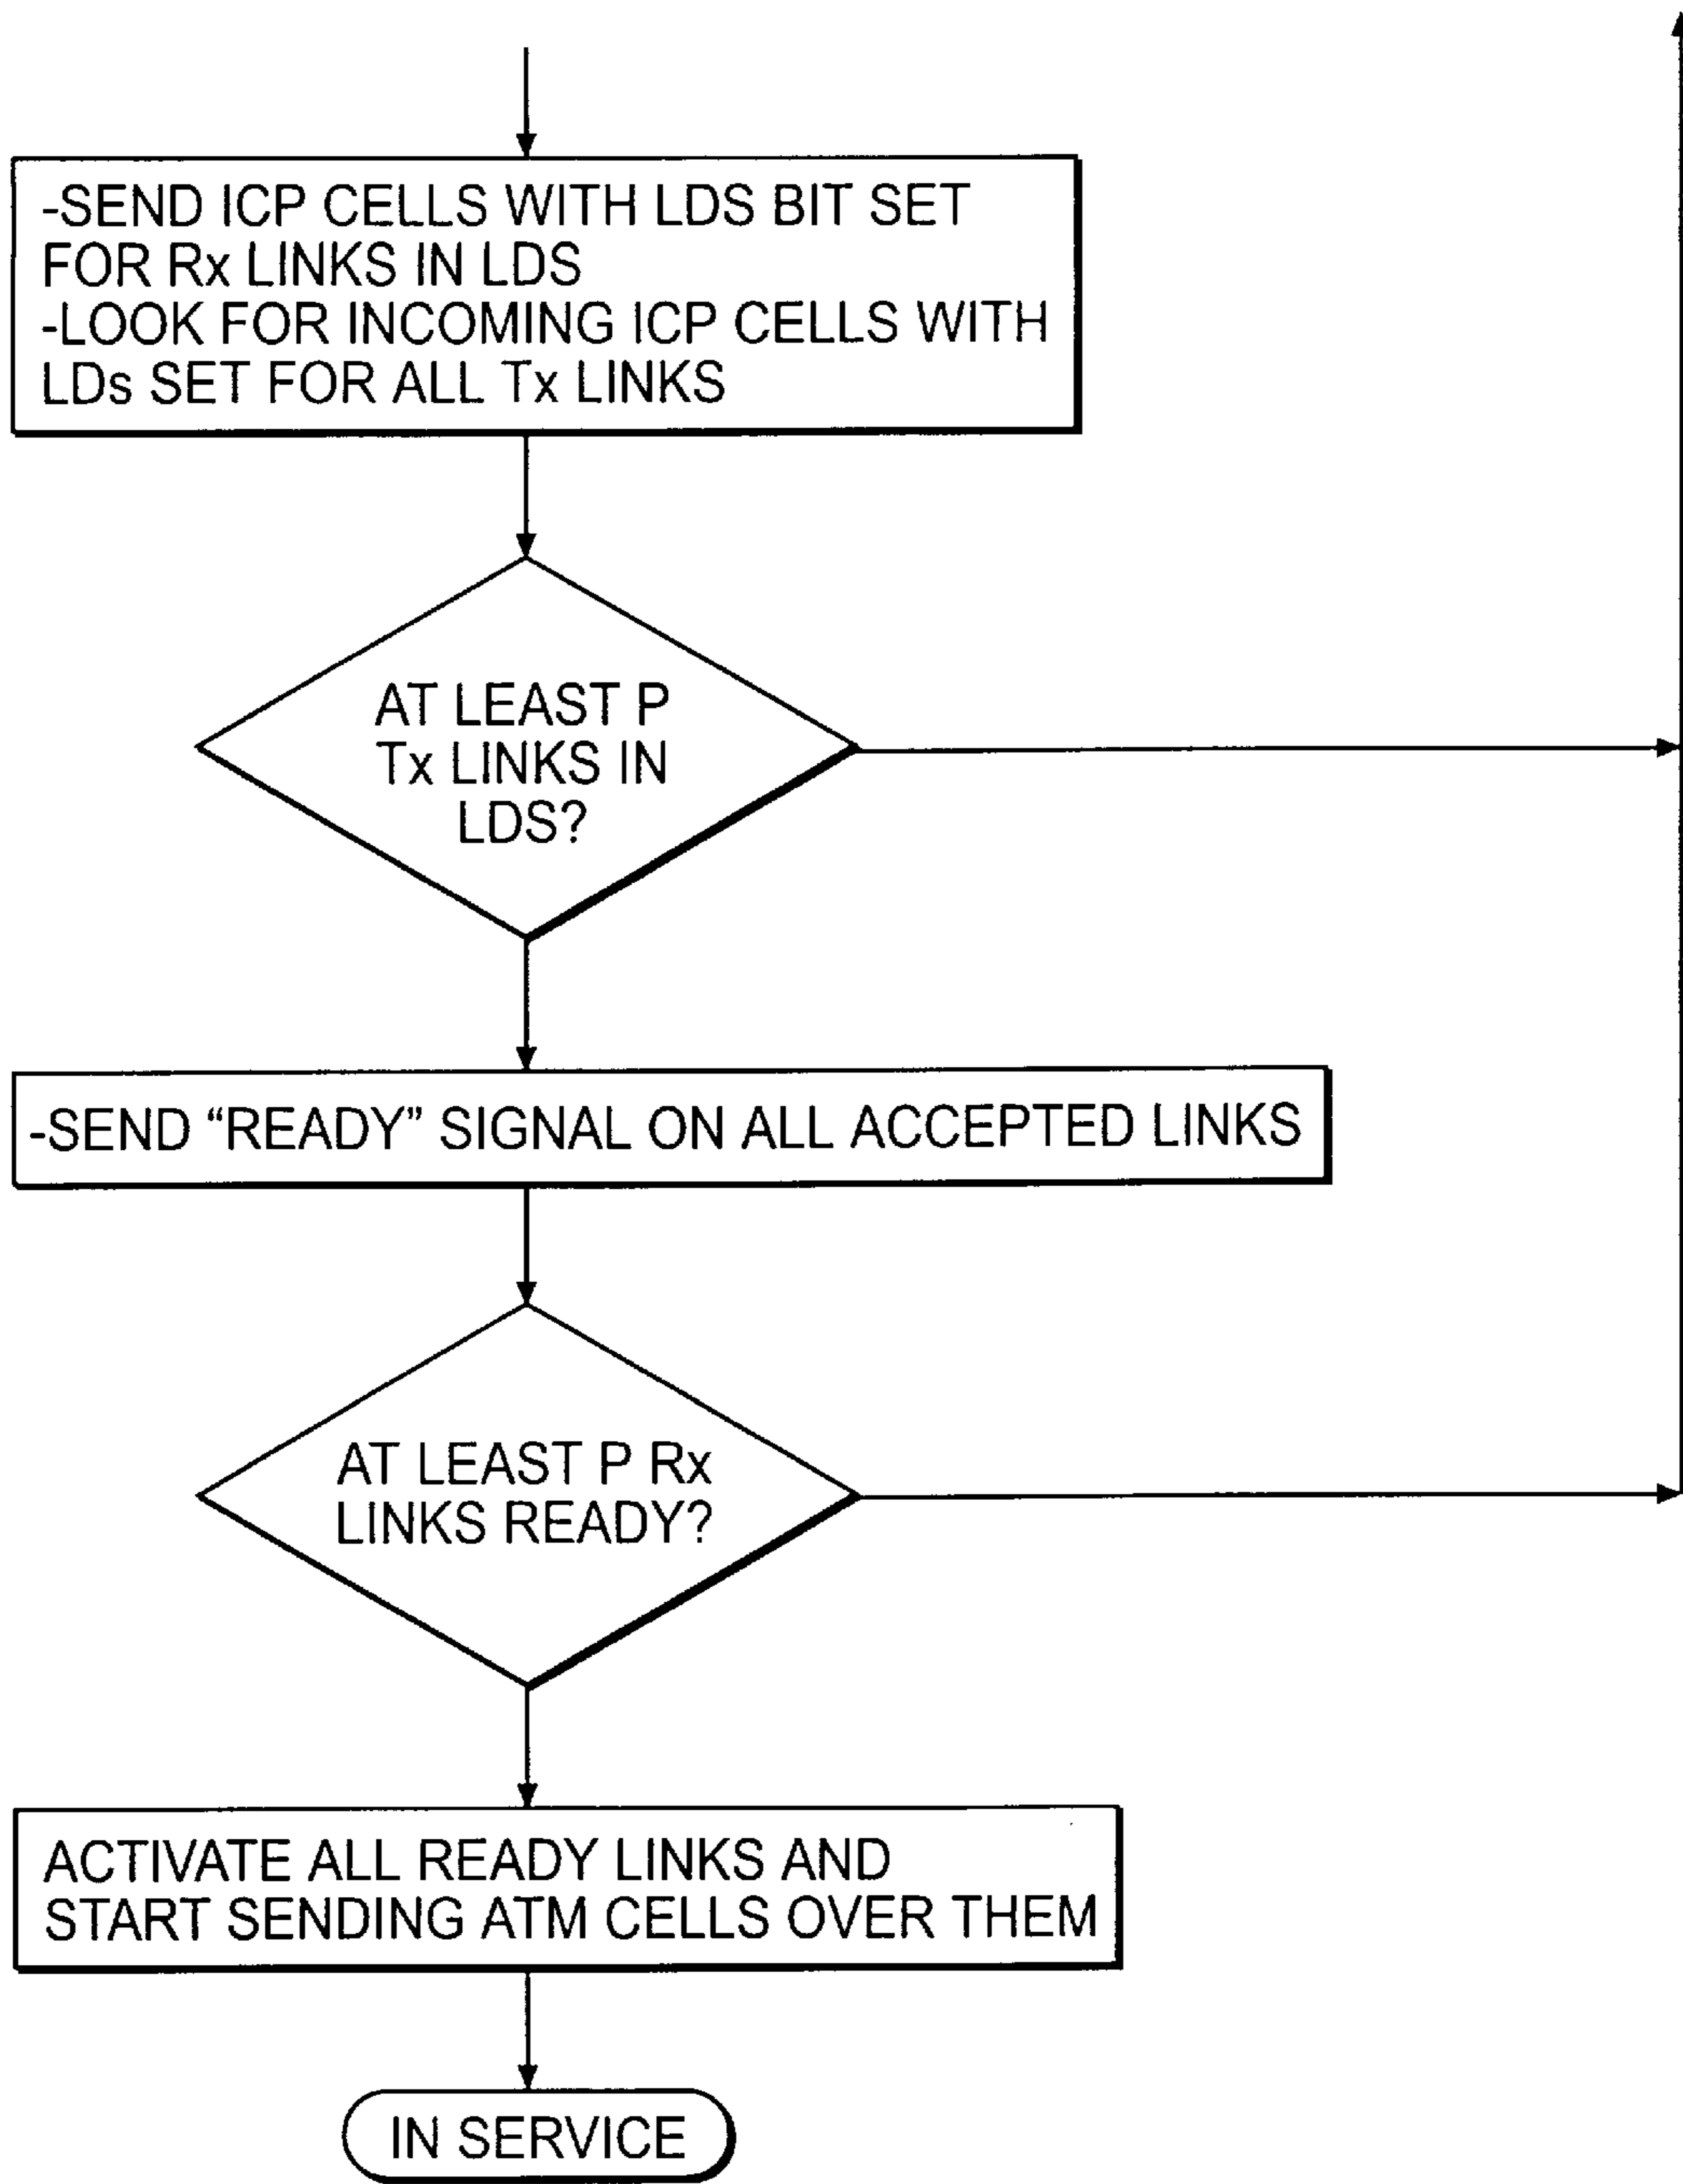 -SEND ICP CELLS WITH LDS BIT SET
FOR Rx LINKS IN LDS
-LOOK FOR INCOMING ICP CELLS WITH
LDs SET FOR ALL Tx LINKS
AT LEAST P
Tx LINKS IN
LDS?
-SEND “READY” SIGNAL ON ALL ACCEPTED LINKS
AT LEAST P Rx
LINKS READY?
ACTIVATE ALL READY LINKS AND
START SENDING ATM CELLS OVER THEM
IN SERVICE